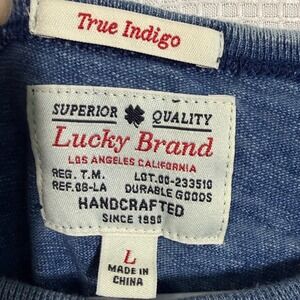 True Indigo
SUPERIOR QUALITY
Lucky Brand
LOS ANGELES CALIFORNIA
REG. T.M. LOT.00-233510
REF.08-LA DURABLE GOODS
HANDCRAFTED
SINCE 1990
L
MADE IN
CHINA